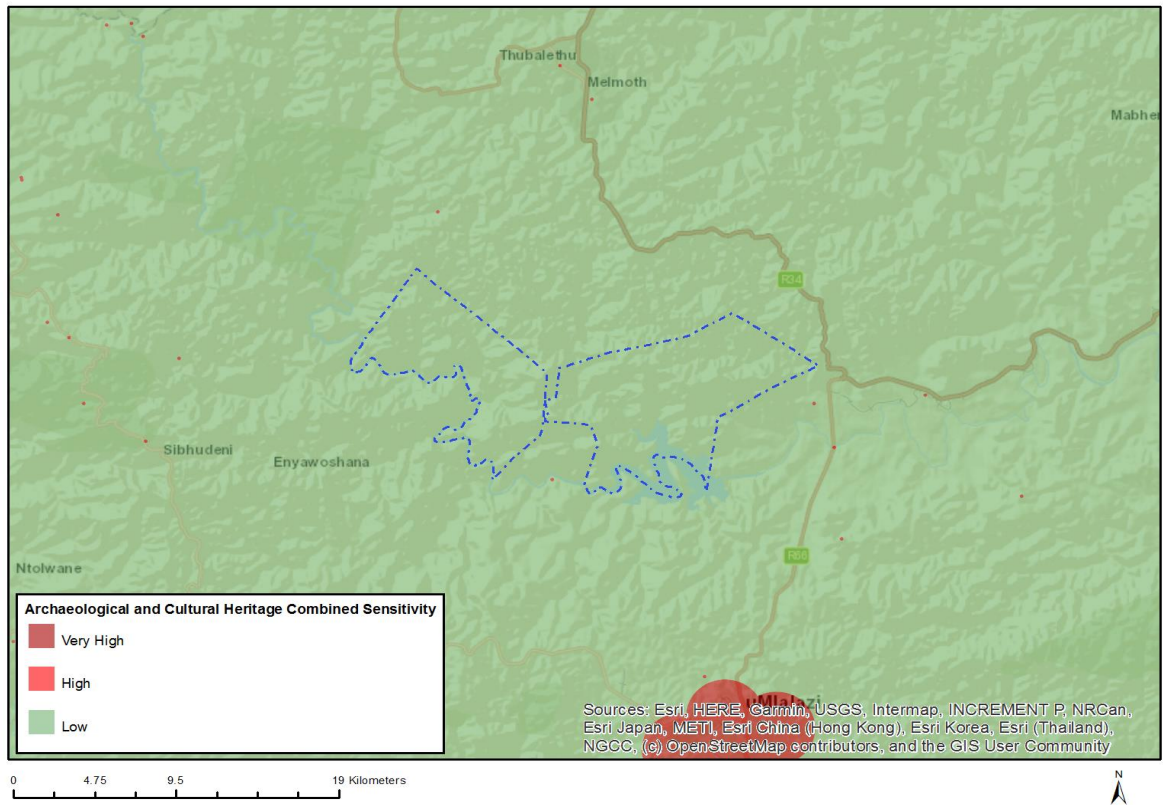 Thubalethu
Melmoth
Mabher
R34
Sibhudeni
Enyawoshana
R66
Ntolwane
Archaeological and Cultural Heritage Combined Sensitivity
Very High
High
Low
uMlalazi
Sources: Esri, HERE, Garmin, USGS, Intermap, INCREMENT P, NRCan,
Esri Japan, METI, Esri China (Hong Kong), Esri Korea, Esri (Thailand),
NGCC, (c) OpenStreetMap contributors, and the GIS User Community
0 4.75 9.5 19 Kilometers
N